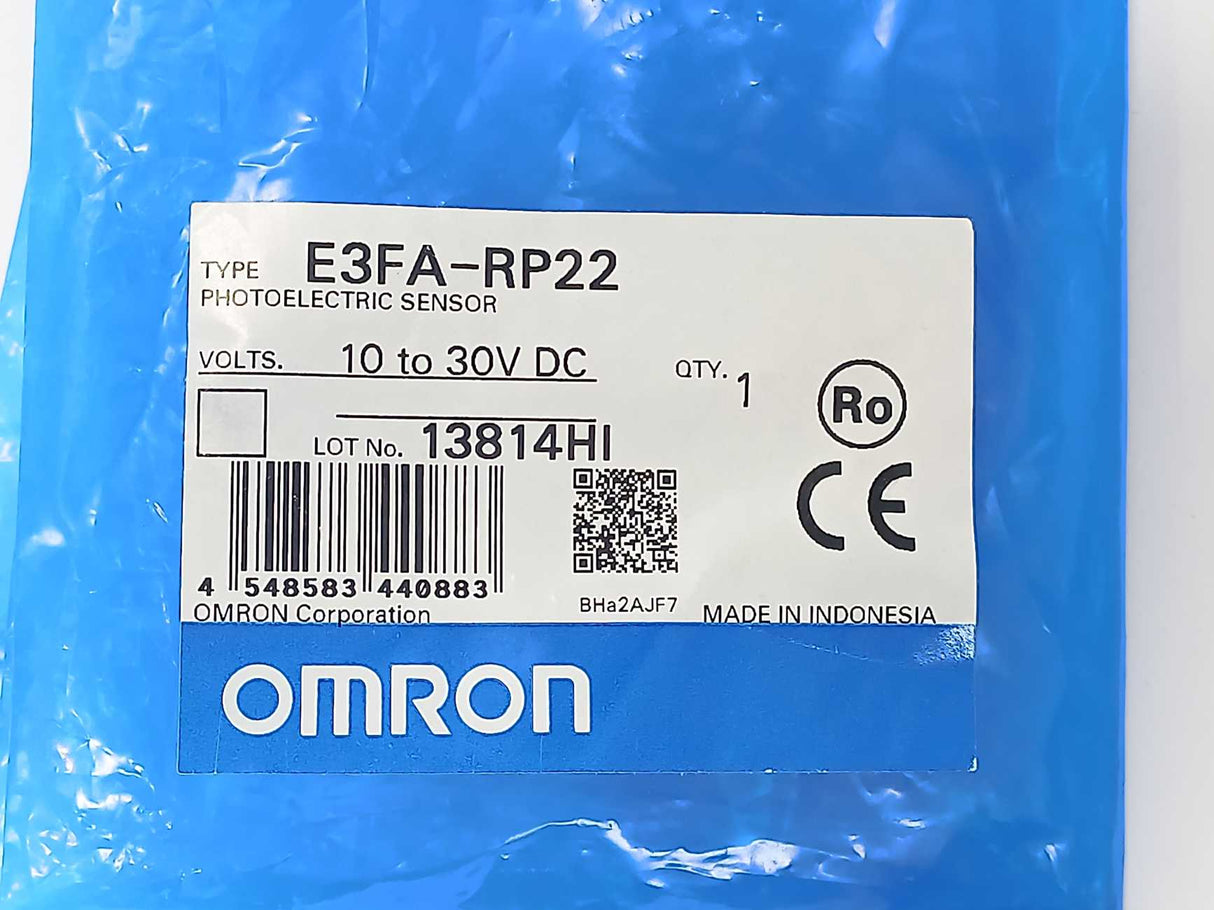 TYPE E3FA-RP22
PHOTOELECTRIC SENSOR
VOLTS. 10 to 30V DC
QTY. 1
Ro
LOT No. 13814HI
CE
4 548583 440883
OMRON Corporation
BHa2AJF7
MADE IN INDONESIA
OMRON